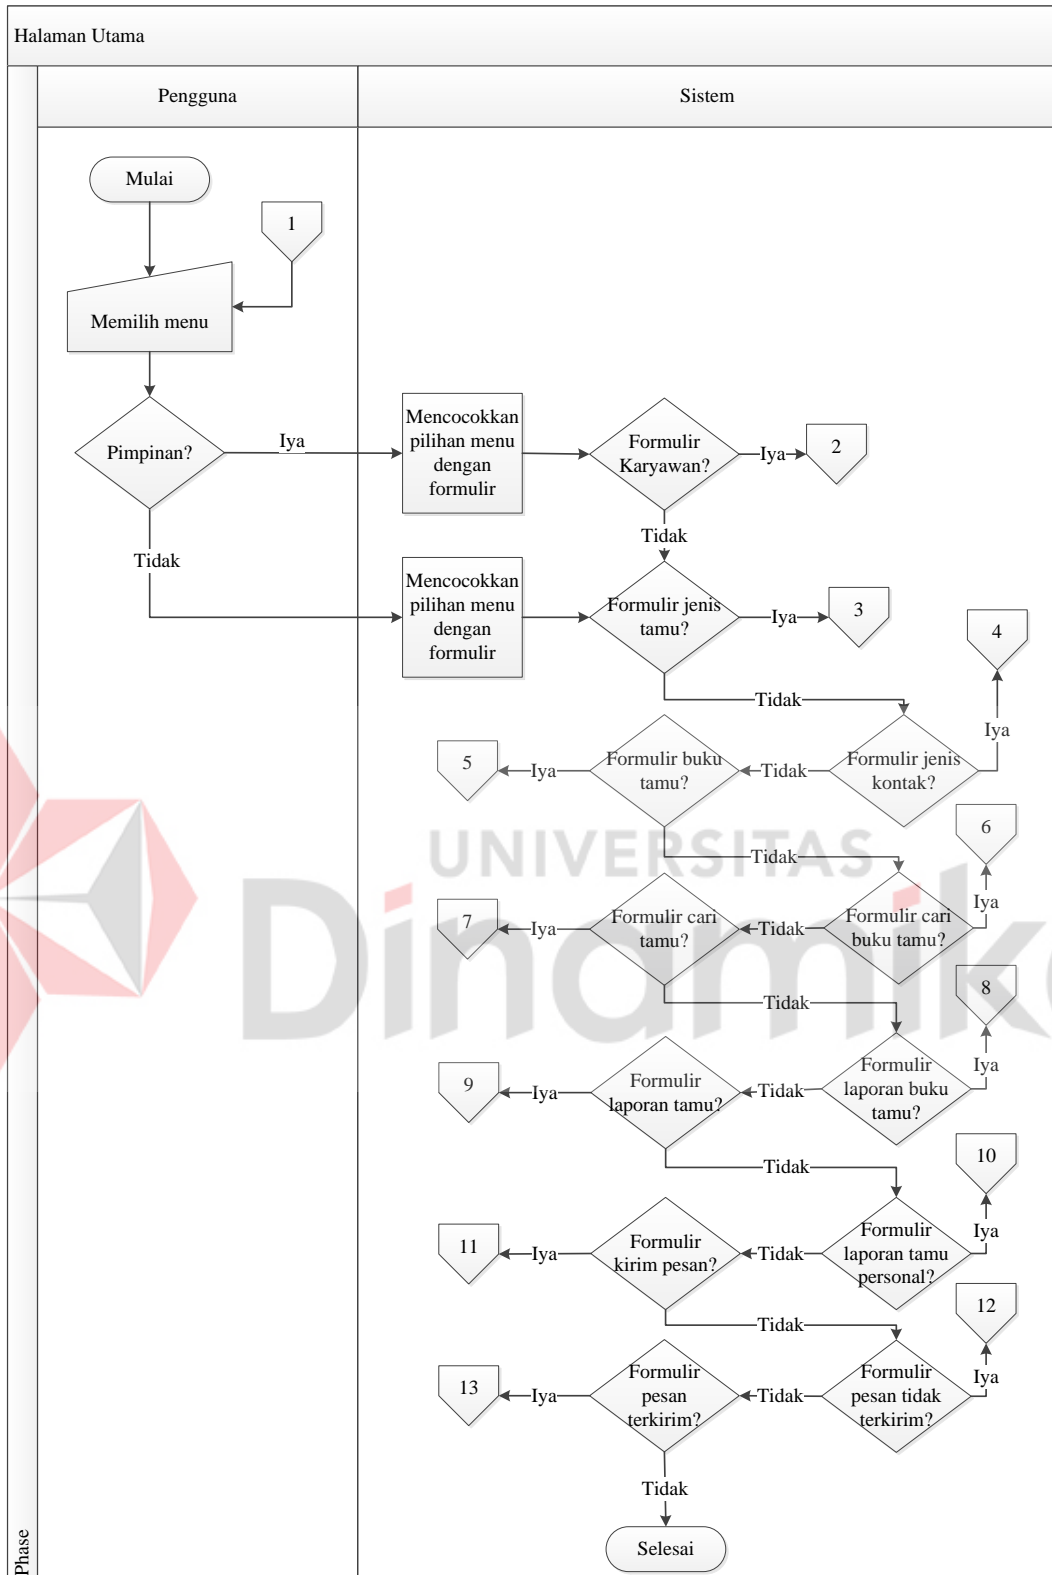 Halaman Utama
Pengguna
Sistem
Mulai
1
Memilih menu
Pimpinan?
Iya
Tidak
Mencocokkan
pilihan menu
dengan
formulir
Formulir
Karyawan?
Iya
2
Tidak
Mencocokkan
pilihan menu
dengan
formulir
Formulir jenis
tamu?
Iya
3
4
Tidak
Iya
Formulir jenis
kontak?
Tidak
Formulir buku
tamu?
Iya
5
UNIVERSITAS
Dinamika
Tidak
6
Iya
Formulir cari
buku tamu?
Tidak
Formulir cari
tamu?
Iya
7
Tidak
8
Iya
Formulir
laporan buku
tamu?
Tidak
Formulir
laporan tamu?
Iya
9
Tidak
10
Iya
Formulir
laporan tamu
personal?
Tidak
Formulir
kirim pesan?
Iya
11
Tidak
12
Iya
Formulir
pesan tidak
terkirim?
Tidak
Formulir
pesan
terkirim?
Iya
13
Tidak
Selesai
Phase